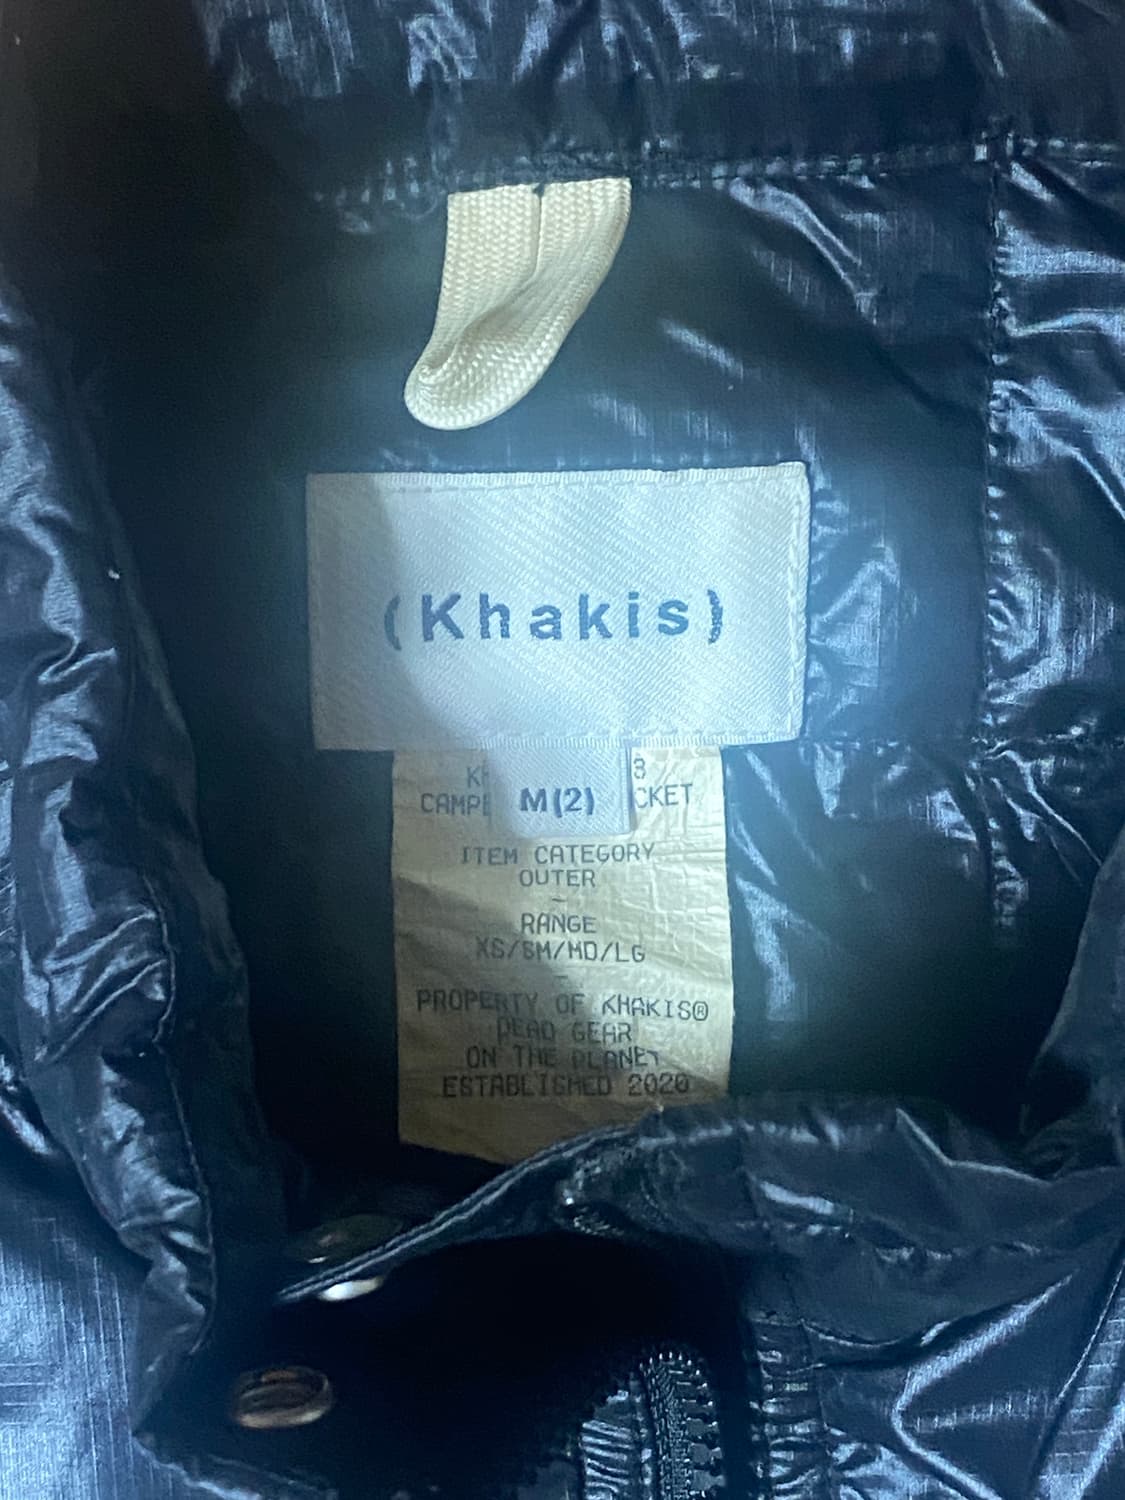 (Khakis)
M(2)
ITEM CATEGORY
OUTER
-
RANGE
XS/SM/MD/LG
-
PROPERTY OF KHAKIS®
DEAD GEAR
ON THE PLANET
ESTABLISHED 2020